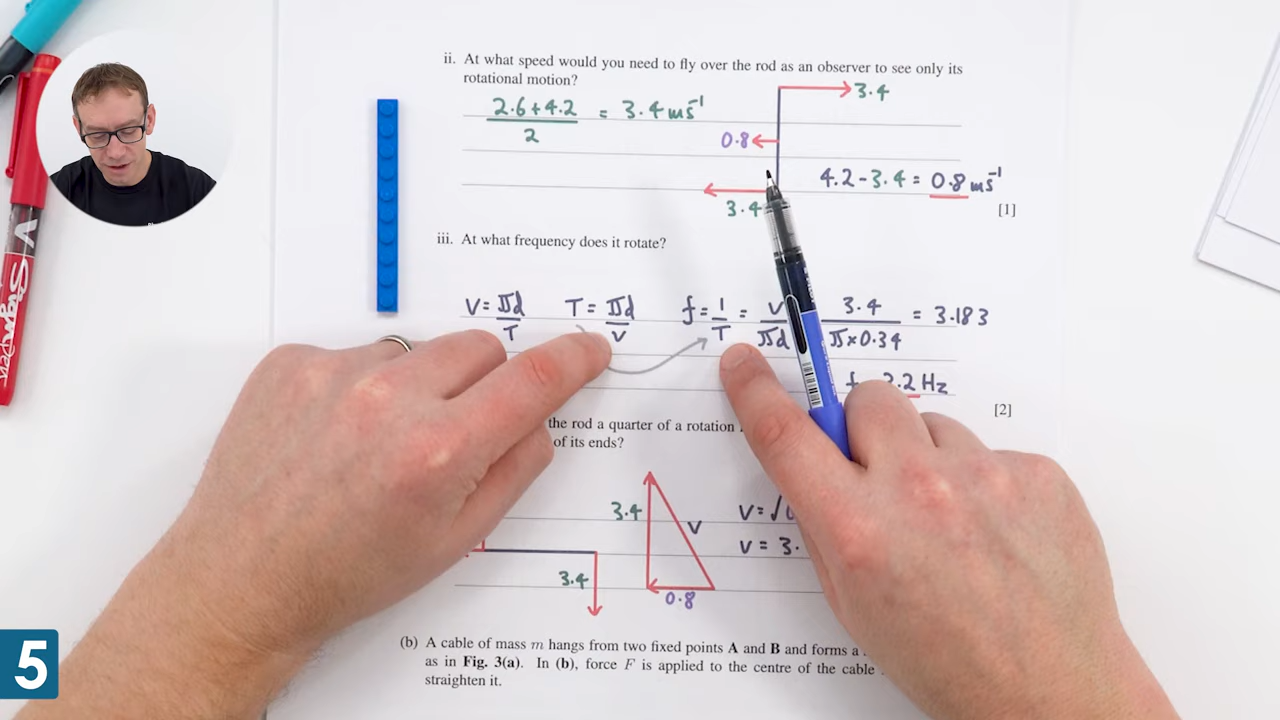 ii. At what speed would you need to fly over the rod as an observer to see only its
rotational motion?
2.6+4.2 / 2 = 3.4 ms⁻¹
3.4
0.8
3.4
4.2-3.4 = 0.8 ms⁻¹
[1]
iii. At what frequency does it rotate?
V = πd / T
T = πd / V
f = 1 / T = V / πd
3.4 / π×0.34 = 3.183
2 Hz
[2]
the rod a quarter of a rotation
of its ends?
3.4
V
0.8
3.4
V = √
V = 3.
(b) A cable of mass m hangs from two fixed points A and B and forms a
as in Fig. 3(a). In (b), force F is applied to the centre of the cable
straighten it.
5